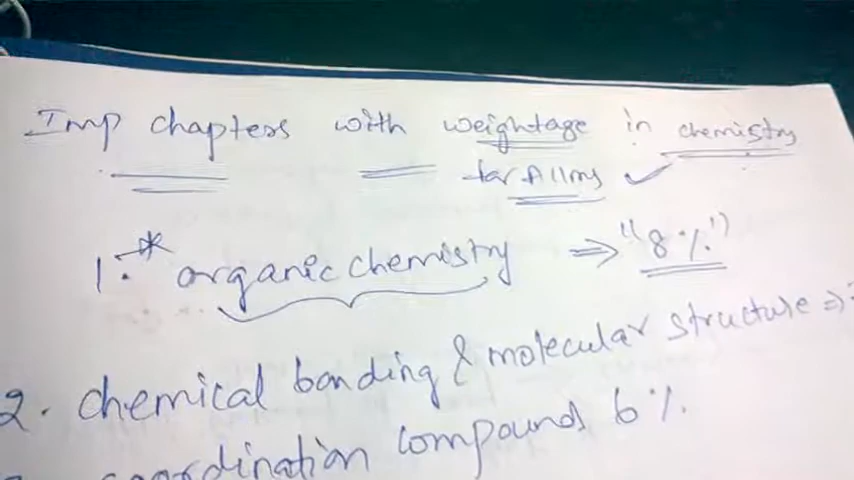 Imp chapters with weightage in chemistry
for AIIMS ✓
1.* organic chemistry ⇒ "8%"
2. chemical bonding & molecular structure ⇒
coordination compounds 6%.